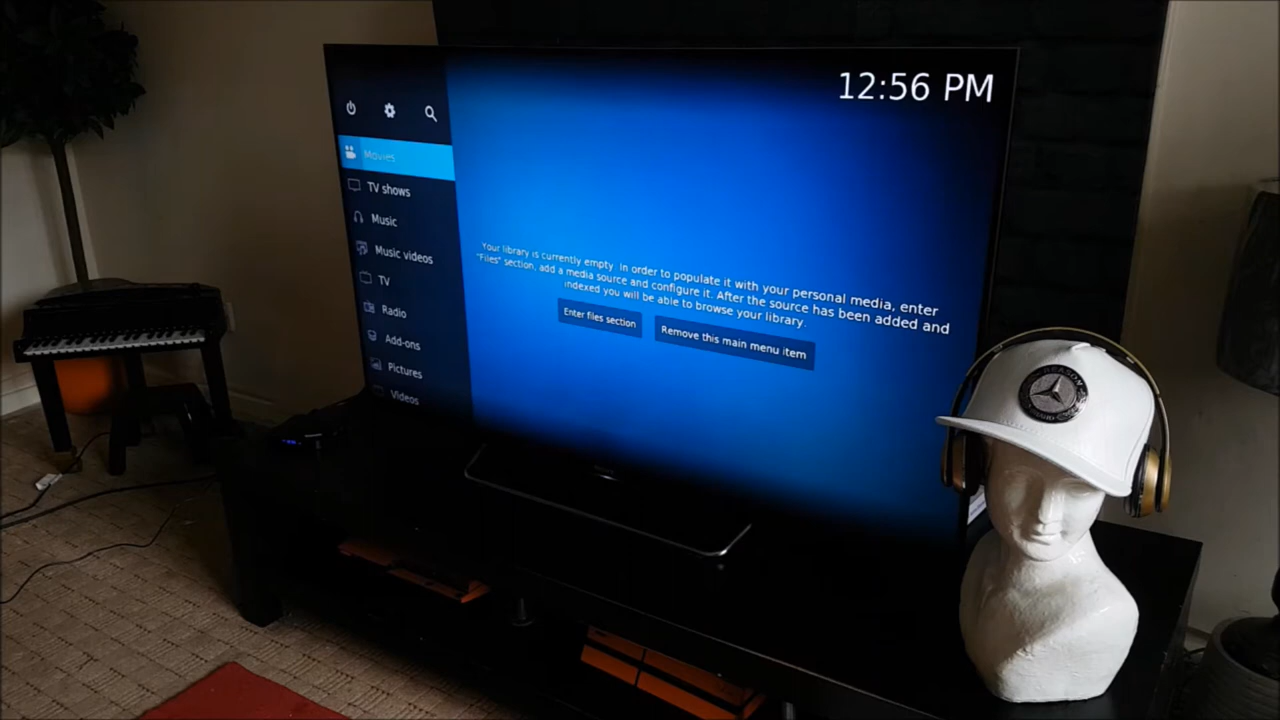 12:56 PM
Movies
TV shows
Music
Music videos
TV
Radio
Add-ons
Pictures
Videos
Your library is currently empty. In order to populate it with your personal media, enter
"Files" section, add a media source and configure it. After the source has been added and
indexed you will be able to browse your library.
Enter files section
Remove this main menu item